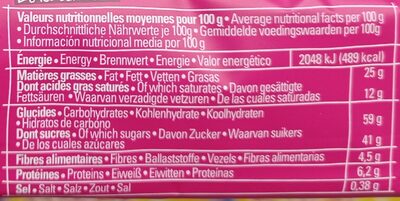 Valeurs nutritionnelles moyennes pour 100 g • Average nutritional facts per 100 g
• Durchschnittliche Nährwerte je 100g • Gemiddelde voedingswaarden per 100g
• Información nutricional media por 100 g
Énergie • Energy • Brennwert • Energie • Valor energético 2048 kJ (489 kcal)
Matières grasses • Fat • Fett • Vetten • Grasas 25 g
Dont acides gras saturés • Of which saturates • Davon gesättigte
Fettsäuren • Waarvan verzadigde vetzuren • De las cuales saturadas 12 g
Glucides • Carbohydrates • Kohlenhydrate • Koolhydraten
• Hidratos de carbono 59 g
Dont sucres • Of which sugars • Davon Zucker • Waarvan suikers
• De los cuales azúcares 41 g
Fibres alimentaires • Fibres • Ballaststoffe • Vezels • Fibras alimentarias 4,5 g
Protéines • Proteins • Eiweiß • Eiwitten • Proteínas 6,2 g
Sel • Salt • Salz • Zout • Sal 0,38 g